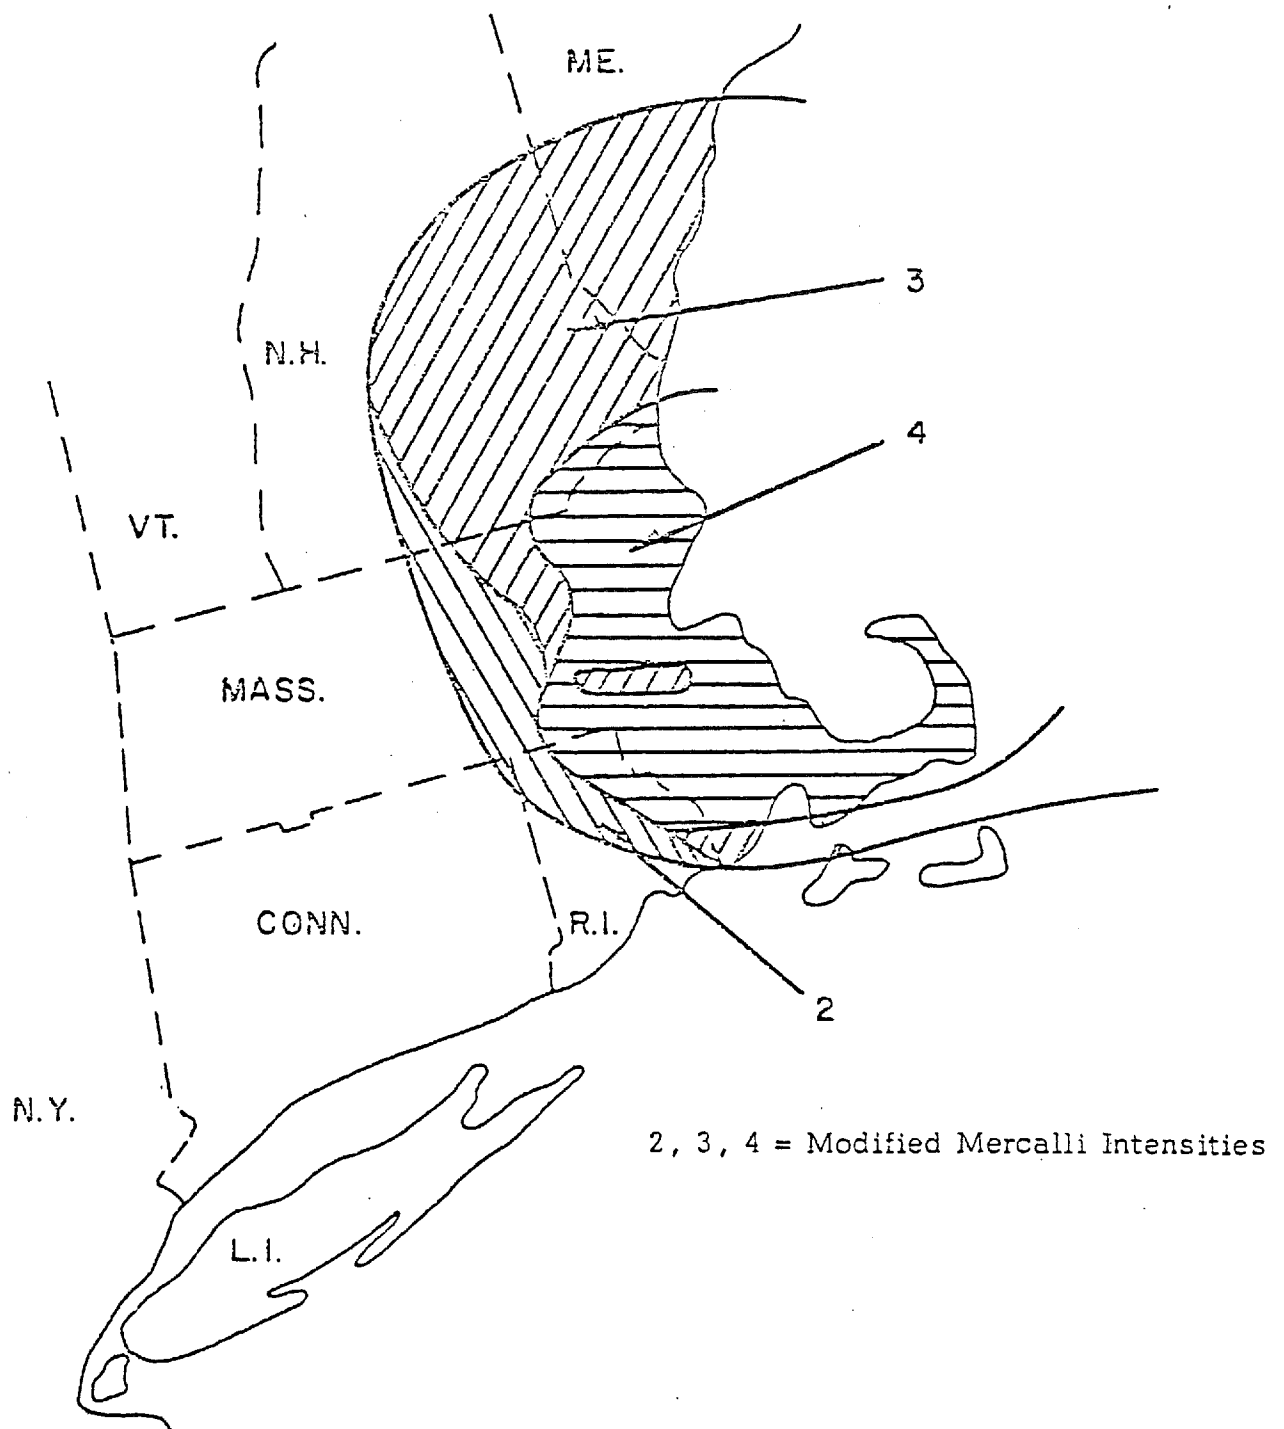 ME.
3
N.H.
4
VT.
MASS.
CONN.
R.I.
2
N.Y.
2, 3, 4 = Modified Mercalli Intensities
L.I.